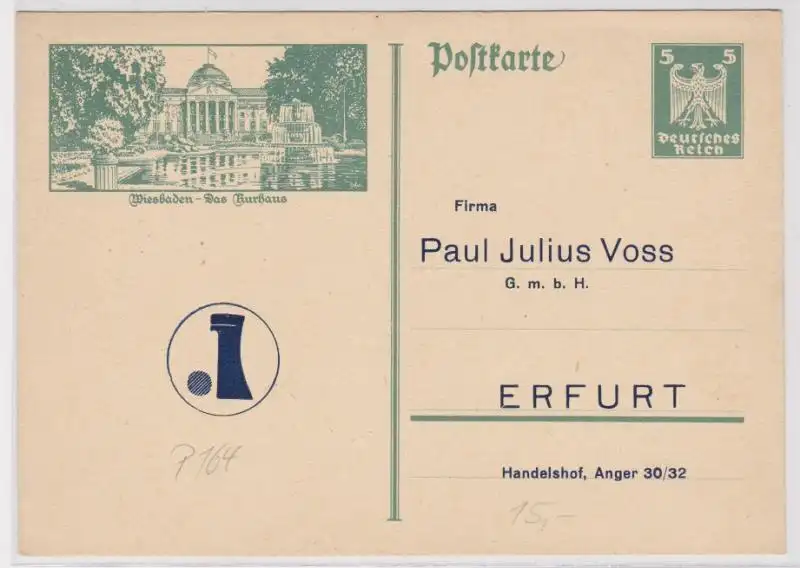 Postkarte
5 5
Deutsches
Reich
Wiesbaden - Das Kurhaus
Firma
Paul Julius Voss
G. m. b. H.
ERFURT
Handelshof, Anger 30/32
P 164
15,-